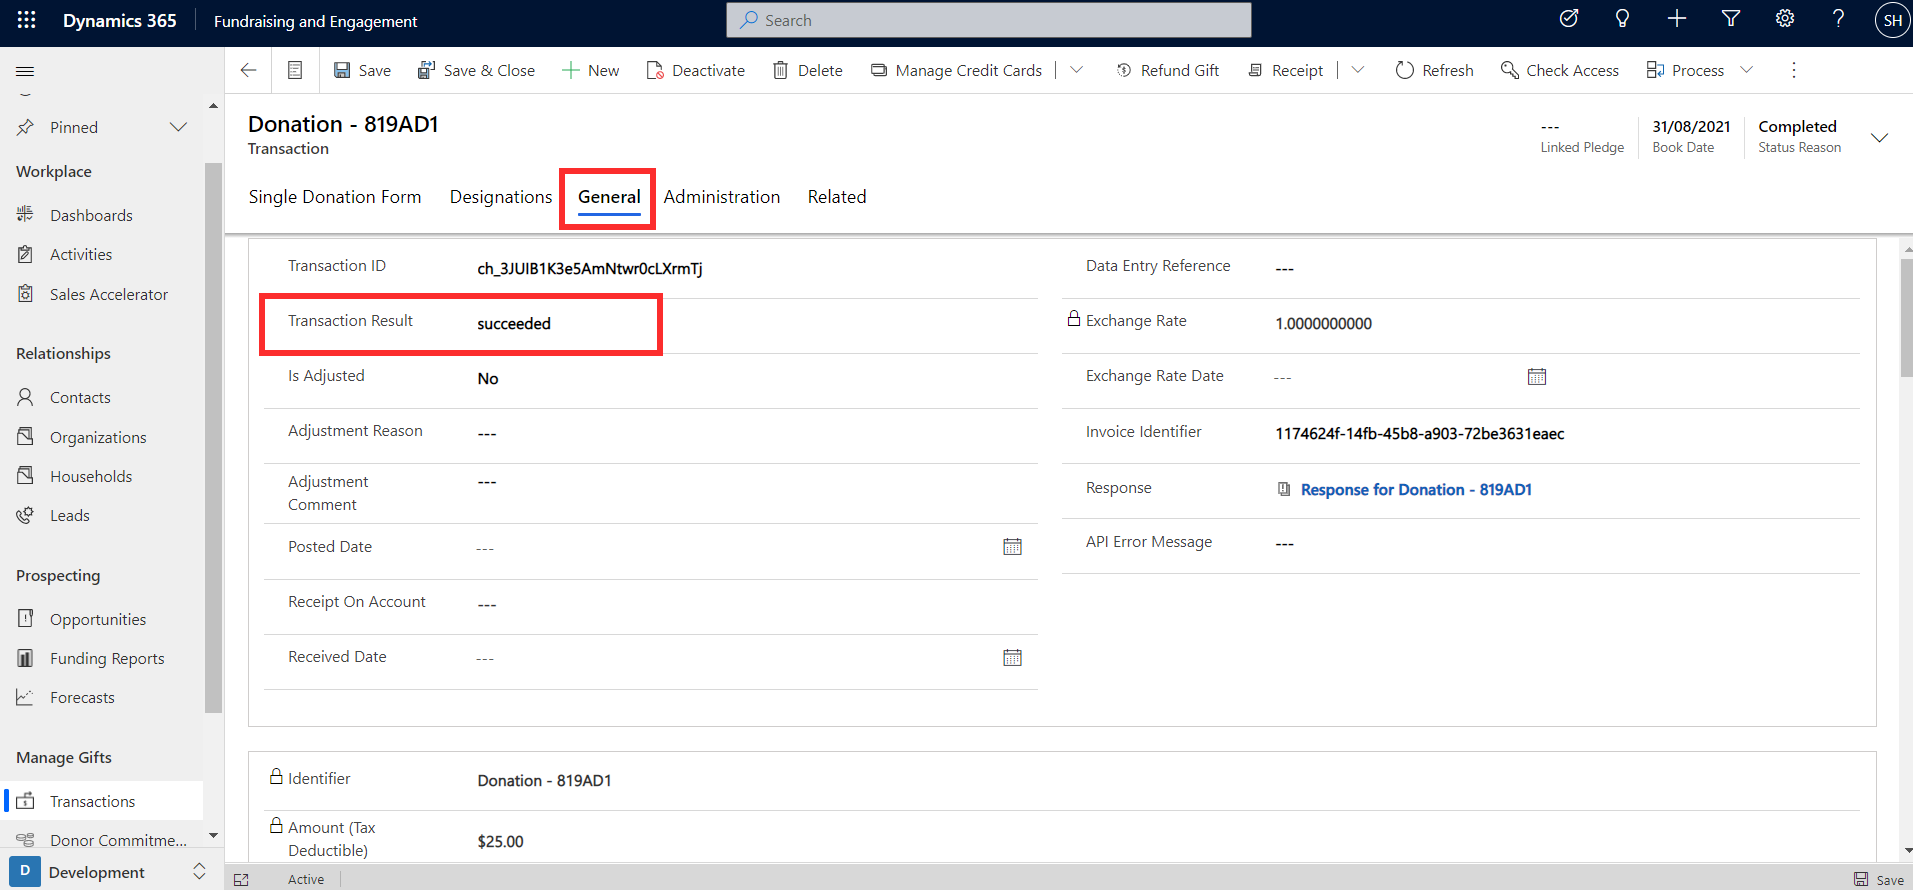 Dynamics 365
Fundraising and Engagement
Search
SH
Save
Save & Close
New
Deactivate
Delete
Manage Credit Cards
Refund Gift
Receipt
Refresh
Check Access
Process
Pinned
Workplace
Dashboards
Activities
Sales Accelerator
Relationships
Contacts
Organizations
Households
Leads
Prospecting
Opportunities
Funding Reports
Forecasts
Manage Gifts
Transactions
Donor Commitme...
D
Development
Donation - 819AD1
Transaction
---
Linked Pledge
31/08/2021
Book Date
Completed
Status Reason
Single Donation Form
Designations
General
Administration
Related
Transaction ID
ch_3JUIB1K3e5AmNtwr0cLXrmTj
Transaction Result
succeeded
Is Adjusted
No
Adjustment Reason
---
Adjustment
Comment
---
Posted Date
---
Receipt On Account
---
Received Date
---
Data Entry Reference
---
Exchange Rate
1.0000000000
Exchange Rate Date
---
Invoice Identifier
1174624f-14fb-45b8-a903-72be3631eaec
Response
Response for Donation - 819AD1
API Error Message
---
Identifier
Donation - 819AD1
Amount (Tax
Deductible)
$25.00
Active
Save